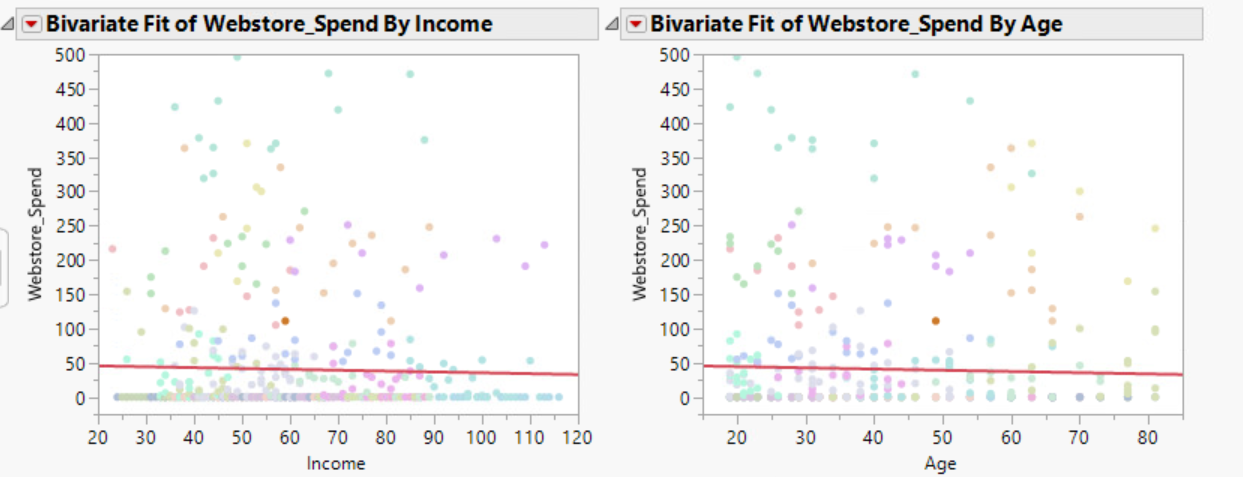 Bivariate Fit of Webstore_Spend By Income
500
450
400
350
300
250
200
150
100
50
0
Webstore_Spend
20 30 40 50 60 70 80 90 100 110 120
Income
Bivariate Fit of Webstore_Spend By Age
500
450
400
350
300
250
200
150
100
50
0
Webstore_Spend
20 30 40 50 60 70 80
Age